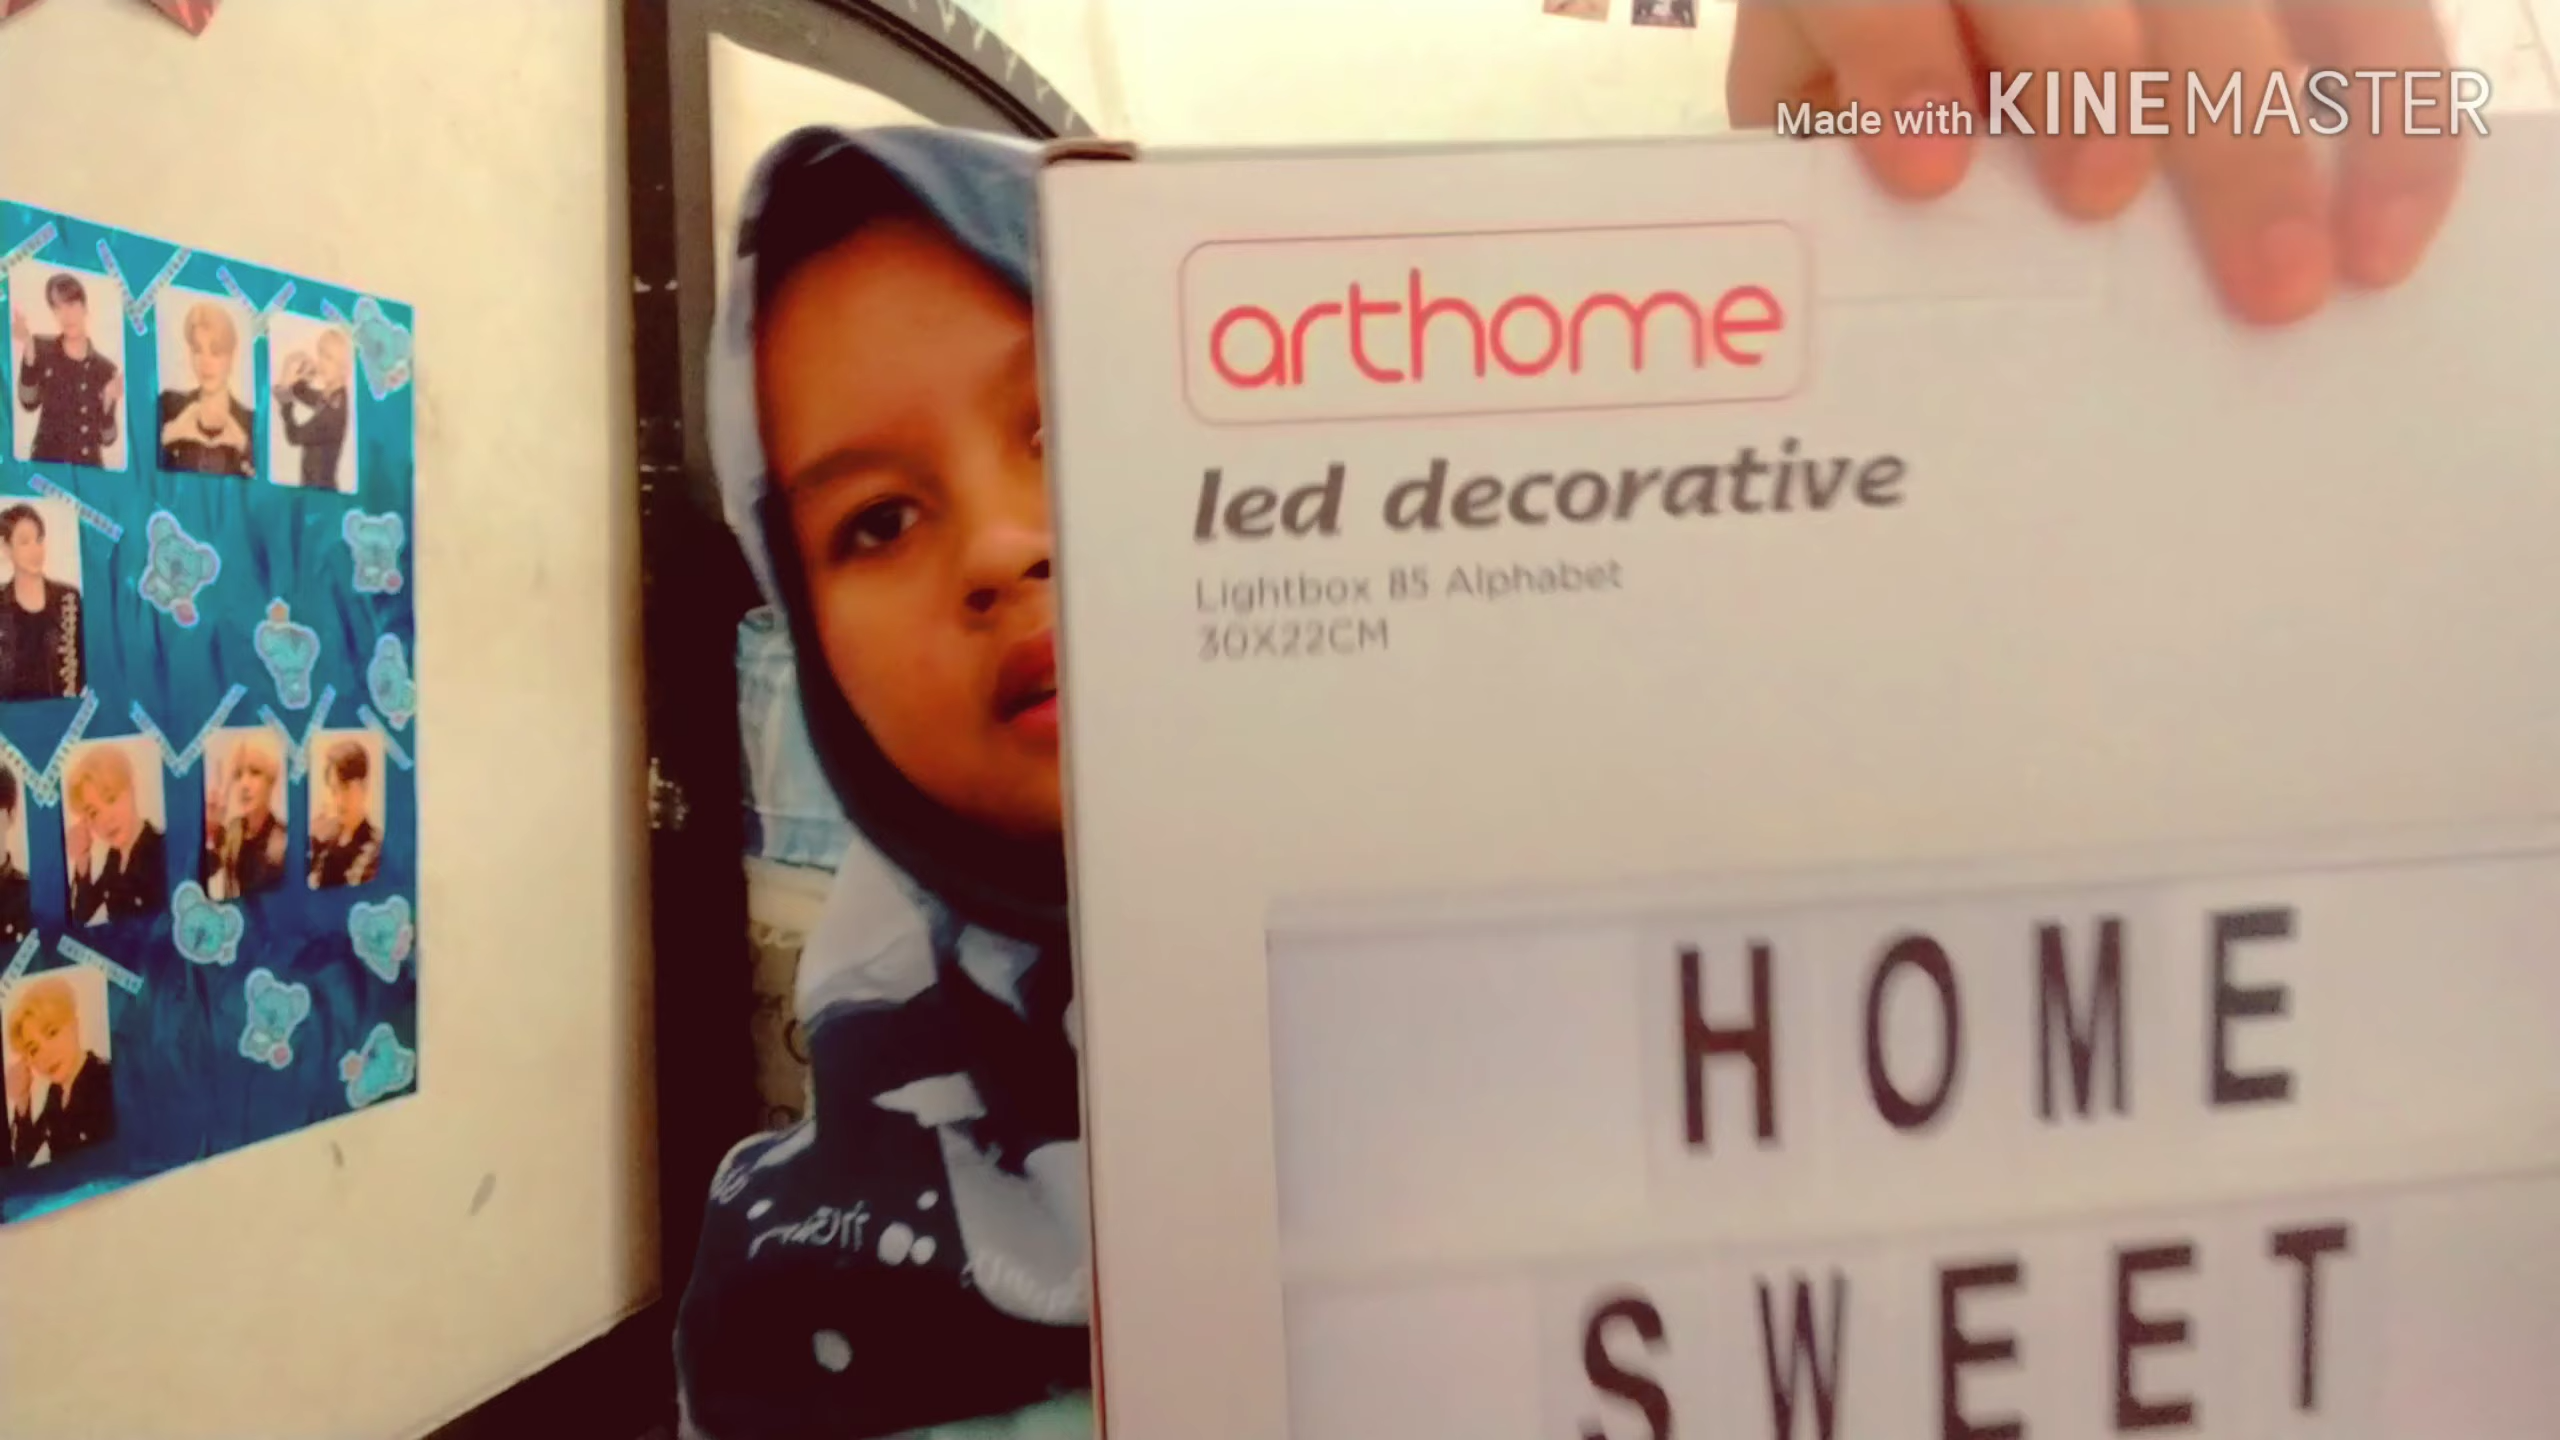 Made with KINEMASTER
arthome
led decorative
Lightbox 85 Alphabet
30X22CM
HOME
SWEET